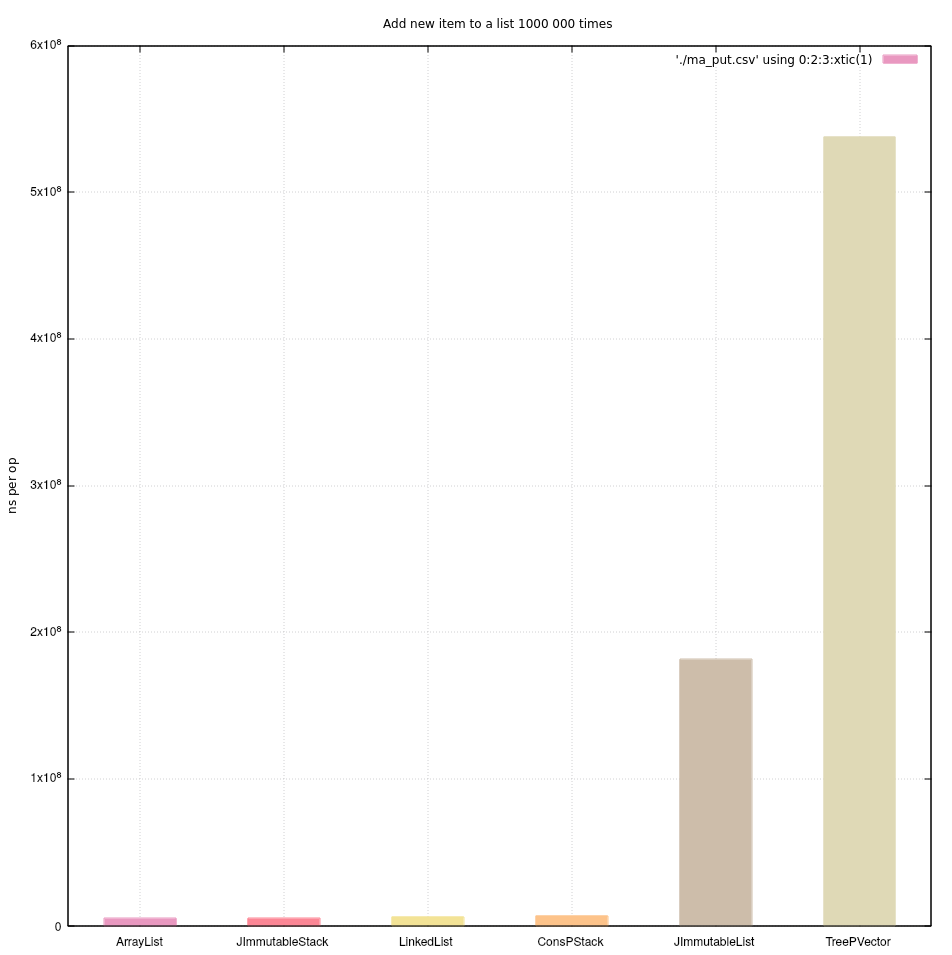 Add new item to a list 1000 000 times
'./ma_put.csv' using 0:2:3:xtic(1)
ns per op
6x10⁸
5x10⁸
4x10⁸
3x10⁸
2x10⁸
1x10⁸
0
ArrayList
JImmutableStack
LinkedList
ConsPStack
JImmutableList
TreePVector